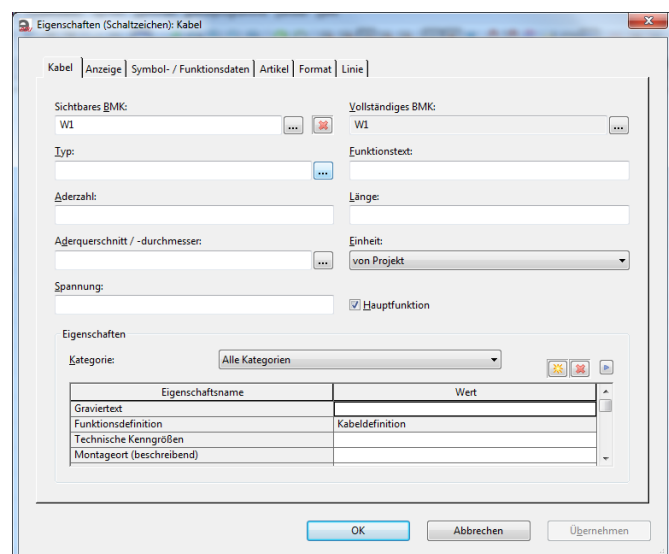 Eigenschaften (Schaltzeichen): Kabel
Kabel Anzeige Symbol- / Funktionsdaten Artikel Format Linie
Sichtbares BMK: Vollständiges BMK:
W1 ... W1 ...
Typ: Funktionstext:
...
Aderzahl: Länge:
Aderquerschnitt / -durchmesser: Einheit:
... von Projekt
Spannung:
Hauptfunktion
Eigenschaften
Kategorie: Alle Kategorien
Eigenschaftsname Wert
Graviertext
Funktionsdefinition Kabeldefinition
Technische Kenngrößen
Montageort (beschreibend)
OK Abbrechen Übernehmen